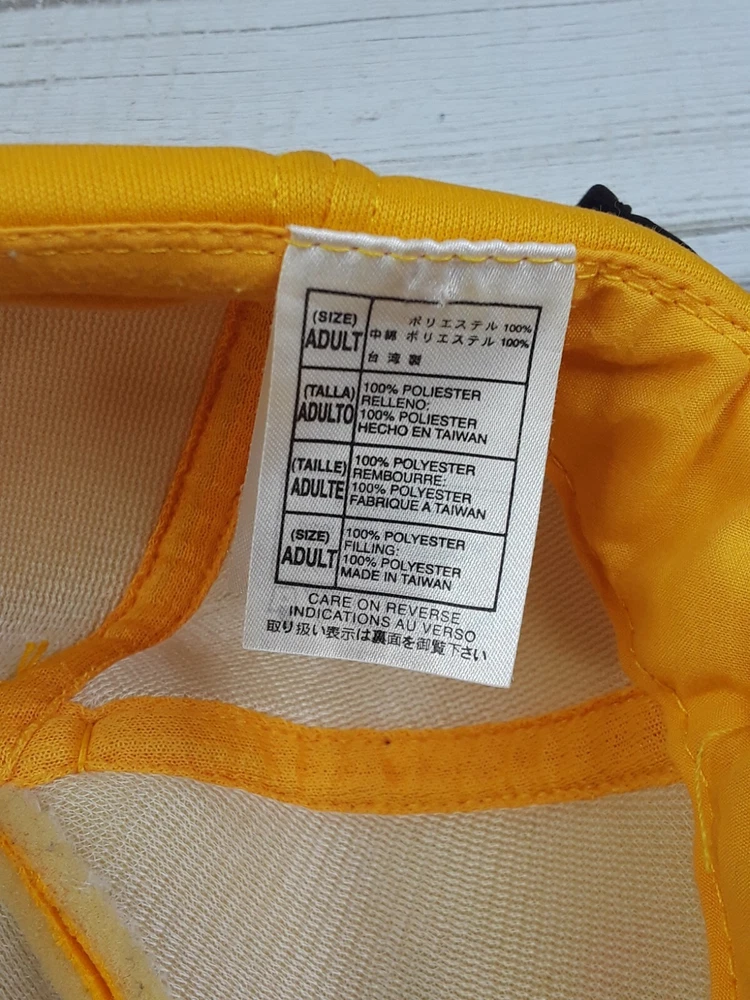 (SIZE)
ADULT
ポリエステル 100%
中綿 ポリエステル 100%
台湾製
(TALLA)
ADULTO
100% POLIESTER
RELLENO:
100% POLIESTER
HECHO EN TAIWAN
(TAILLE)
ADULTE
100% POLYESTER
REMBOURRE:
100% POLYESTER
FABRIQUE A TAIWAN
(SIZE)
ADULT
100% POLYESTER
FILLING:
100% POLYESTER
MADE IN TAIWAN
CARE ON REVERSE
INDICATIONS AU VERSO
取り扱い表示は裏面を御覧下さい